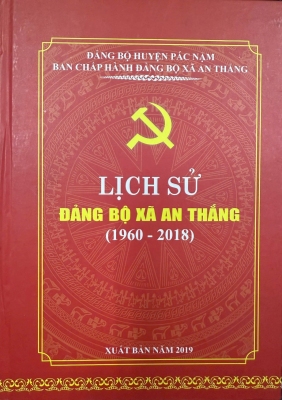 ĐẢNG BỘ HUYỆN PÁC NẶM
BAN CHẤP HÀNH ĐẢNG BỘ XÃ AN THẮNG
LỊCH SỬ
ĐẢNG BỘ XÃ AN THẮNG
(1960 - 2018)
XUẤT BẢN NĂM 2019